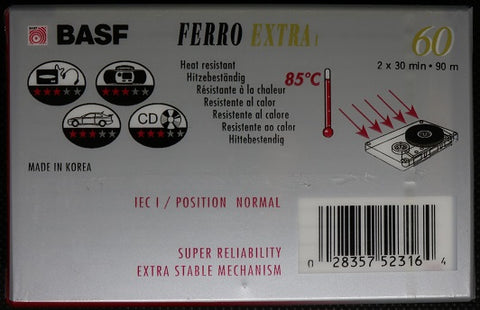 BASF
FERRO EXTRA I
60
2 x 30 min • 90 m
Heat resistant
Hitzebeständig
Résistante à la chaleur
Resistente al calor
Resistente al calore
Resistente ao calor
Hittebestendig
85°C
CD
MADE IN KOREA
IEC I / POSITION NORMAL
SUPER RELIABILITY
EXTRA STABLE MECHANISM
0 28357 52316 4